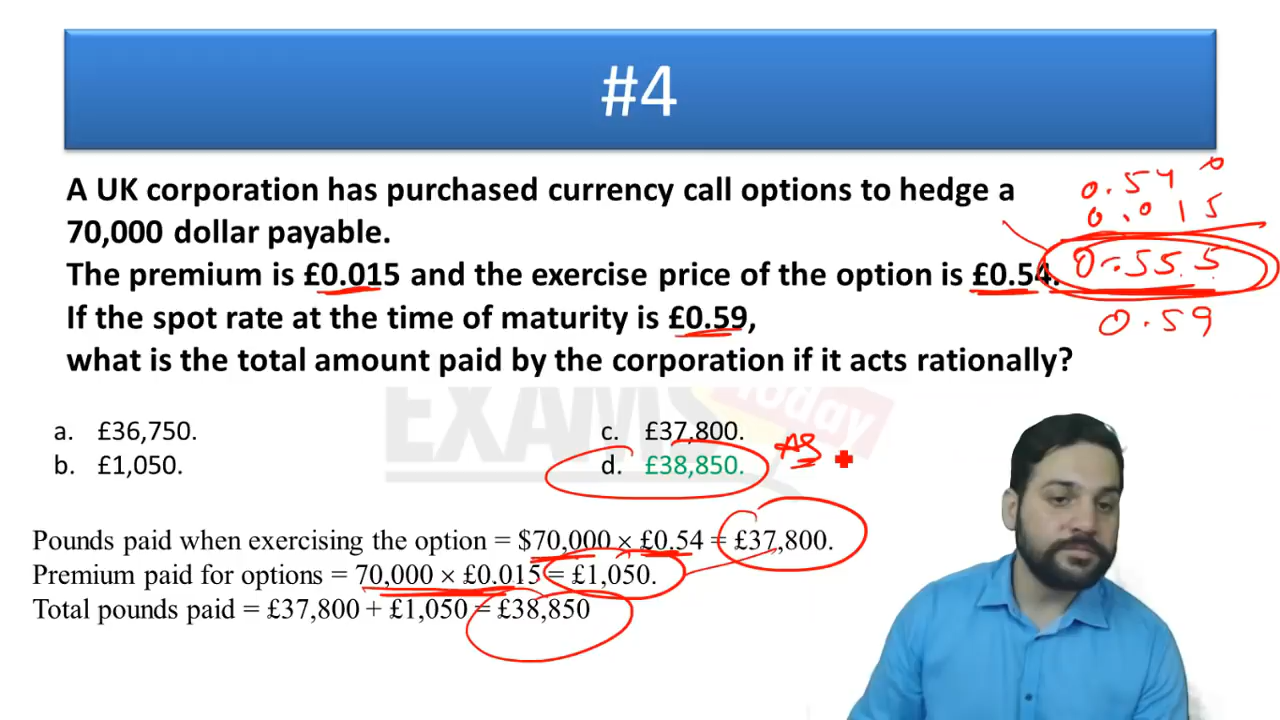 #4
A UK corporation has purchased currency call options to hedge a
70,000 dollar payable.
The premium is £0.015 and the exercise price of the option is £0.54.
If the spot rate at the time of maturity is £0.59,
what is the total amount paid by the corporation if it acts rationally?
0.540
0.015
0.555
0.59
EXAMS
Today
a. £36,750.
b. £1,050.
c. £37,800.
d. £38,850.
Pounds paid when exercising the option = $70,000 × £0.54 = £37,800.
Premium paid for options = 70,000 × £0.015 = £1,050.
Total pounds paid = £37,800 + £1,050 = £38,850